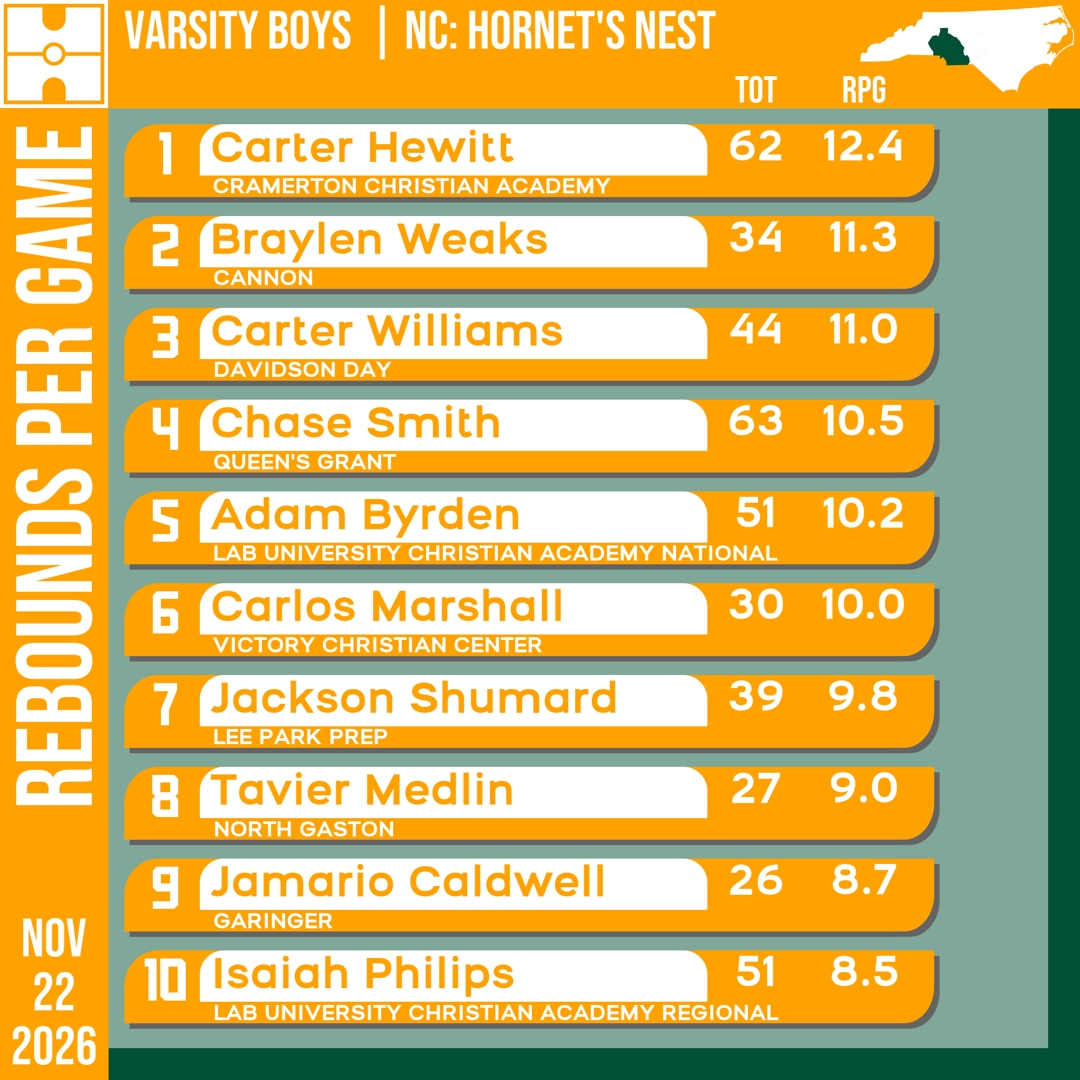 VARSITY BOYS | NC: HORNET'S NEST
TOT RPG
REBOUNDS PER GAME
1 Carter Hewitt 62 12.4
CRAMERTON CHRISTIAN ACADEMY
2 Braylen Weaks 34 11.3
CANNON
3 Carter Williams 44 11.0
DAVIDSON DAY
4 Chase Smith 63 10.5
QUEEN'S GRANT
5 Adam Byrden 51 10.2
LAB UNIVERSITY CHRISTIAN ACADEMY NATIONAL
6 Carlos Marshall 30 10.0
VICTORY CHRISTIAN CENTER
7 Jackson Shumard 39 9.8
LEE PARK PREP
8 Tavier Medlin 27 9.0
NORTH GASTON
9 Jamario Caldwell 26 8.7
GARINGER
10 Isaiah Philips 51 8.5
LAB UNIVERSITY CHRISTIAN ACADEMY REGIONAL
NOV
22
2026